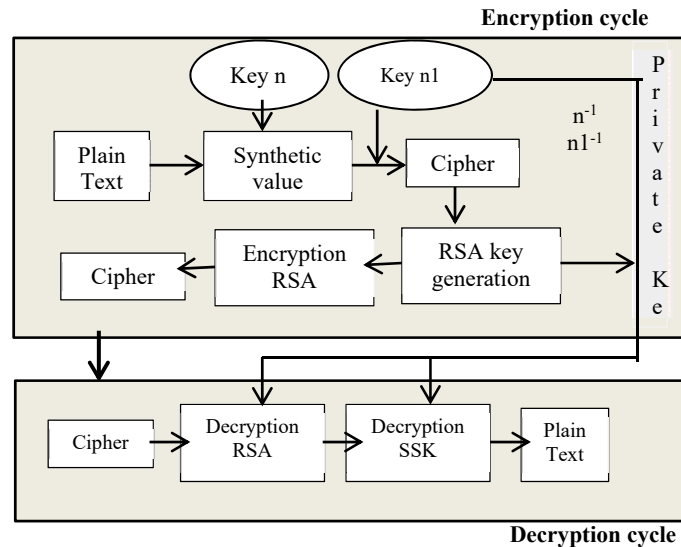 Encryption cycle
Key n
Key n1
P
r
i
v
a
t
e
K
e
n-1
n1-1
Plain
Text
Synthetic
value
Cipher
Cipher
Encryption
RSA
RSA key
generation
Cipher
Decryption
RSA
Decryption
SSK
Plain
Text
Decryption cycle